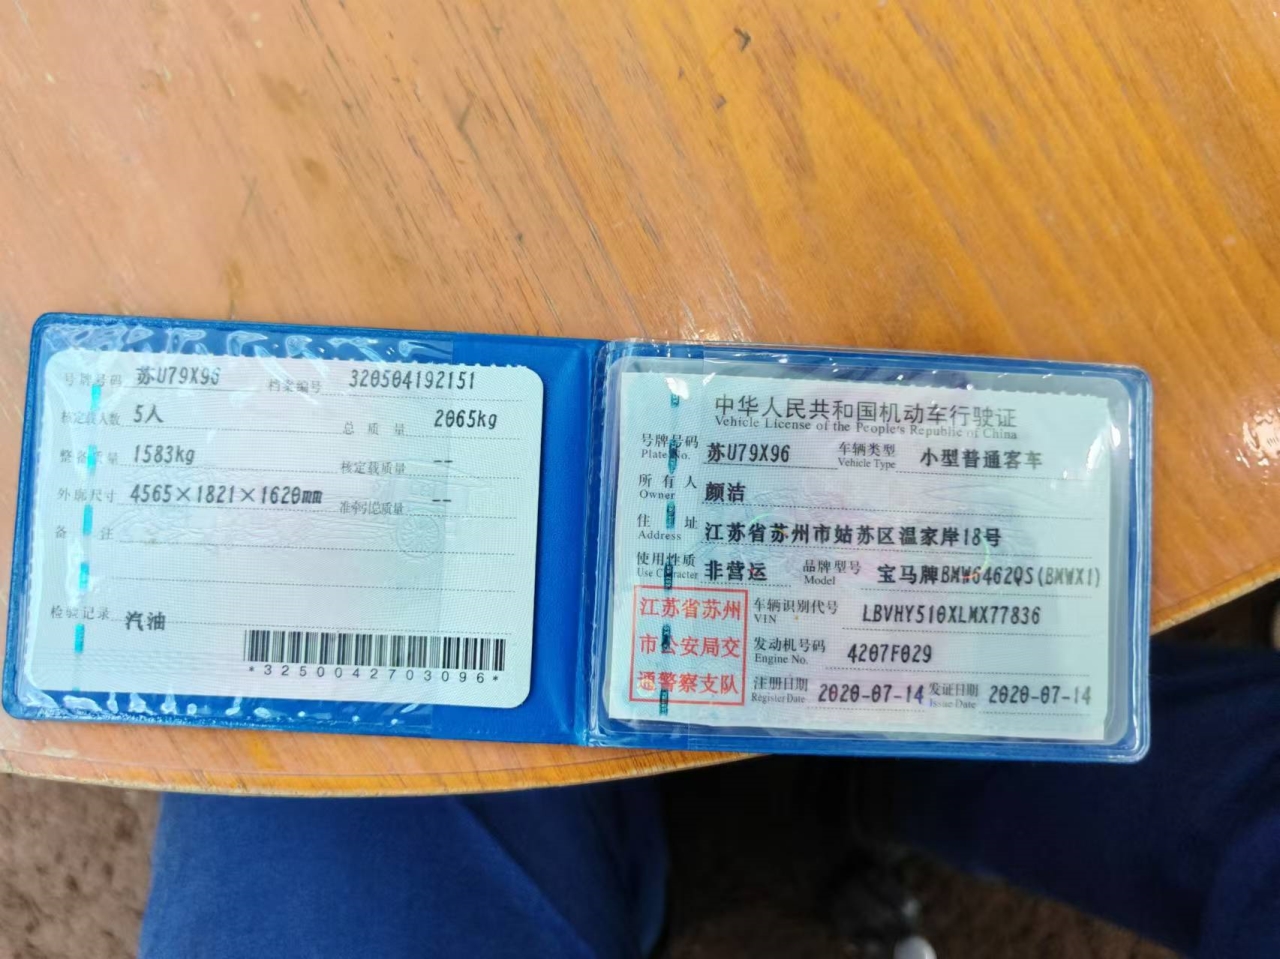 号牌号码 苏U79X96 档案编号 320504192151
核定载人数 5人 总质量 2065kg
整备质量 1583kg 核定载质量 --
外廓尺寸 4565×1821×1620mm 准牵引总质量 --
备注
检验记录 汽油
*3250042703096*
中华人民共和国机动车行驶证
Vehicle License of the People's Republic of China
号牌号码 苏U79X96 车辆类型 小型普通客车
Plate No. Vehicle Type
所有人 颜洁
Owner
住址 江苏省苏州市姑苏区温家岸18号
Address
使用性质 非营运 品牌型号 宝马牌BMW6462QS(BMWX1)
Use Character Model
江苏省苏州
市公安局交
通警察支队
车辆识别代号 LBVHY510XLMX77836
VIN
发动机号码 4207F029
Engine No.
注册日期 2020-07-14 发证日期 2020-07-14
Register Date Issue Date